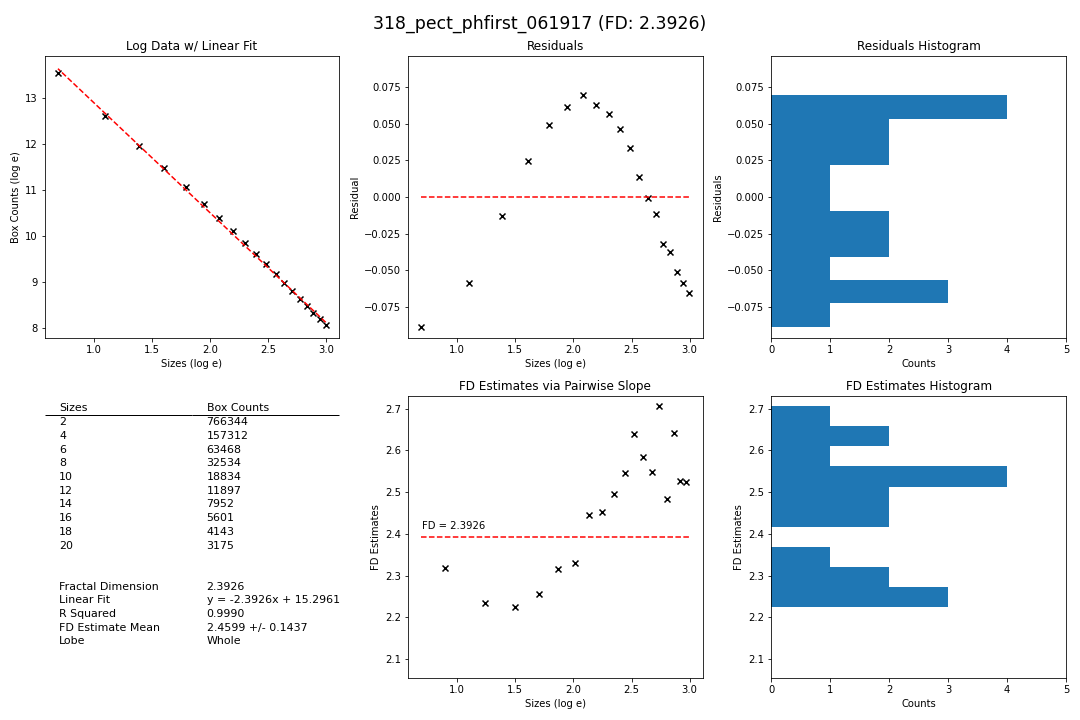 318_pect_phfirst_061917 (FD: 2.3926)
Log Data w/ Linear Fit
Box Counts (log e)
13
12
11
10
9
8
1.0 1.5 2.0 2.5 3.0
Sizes (log e)
Residuals
Residual
0.075
0.050
0.025
0.000
−0.025
−0.050
−0.075
1.0 1.5 2.0 2.5 3.0
Sizes (log e)
Residuals Histogram
Residuals
0.075
0.050
0.025
0.000
−0.025
−0.050
−0.075
0 1 2 3 4 5
Counts
Sizes Box Counts
2 766344
4 157312
6 63468
8 32534
10 18834
12 11897
14 7952
16 5601
18 4143
20 3175
Fractal Dimension 2.3926
Linear Fit y = -2.3926x + 15.2961
R Squared 0.9990
FD Estimate Mean 2.4599 +/- 0.1437
Lobe Whole
FD Estimates via Pairwise Slope
FD Estimates
2.7
2.6
2.5
2.4
2.3
2.2
2.1
FD = 2.3926
1.0 1.5 2.0 2.5 3.0
Sizes (log e)
FD Estimates Histogram
FD Estimates
2.7
2.6
2.5
2.4
2.3
2.2
2.1
0 1 2 3 4 5
Counts